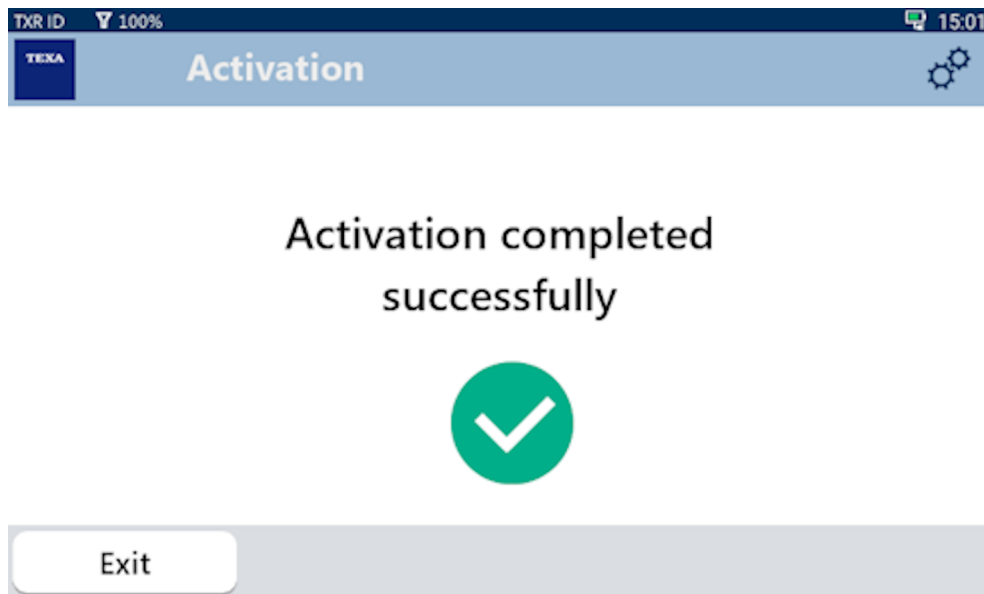 TXR ID 100% 15:01
TEXA
Activation
Activation completed
successfully
Exit